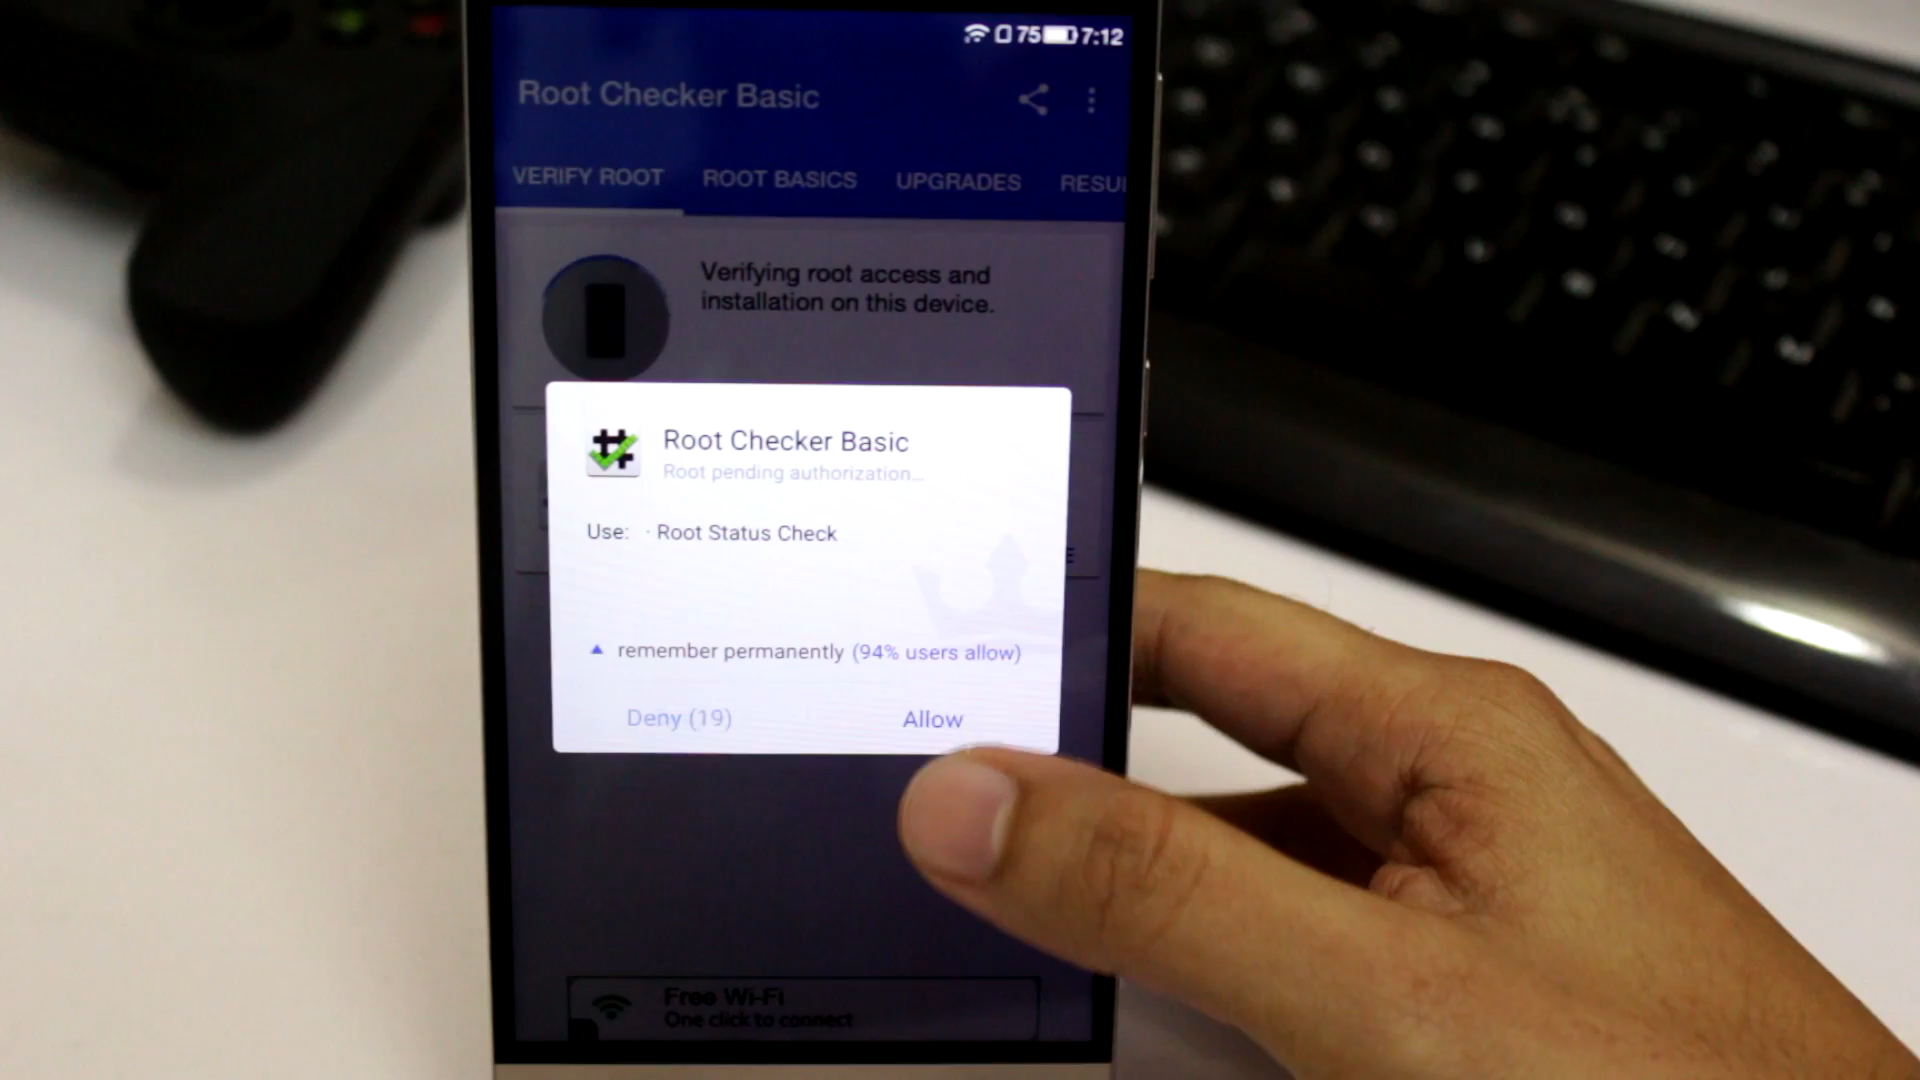 75 7:12
Root Checker Basic
VERIFY ROOT ROOT BASICS UPGRADES RESUL
Verifying root access and
installation on this device.
Root Checker Basic
Root pending authorization...
Use: · Root Status Check
E
remember permanently (94% users allow)
Deny (19) Allow
Free Wi-Fi
One click to connect